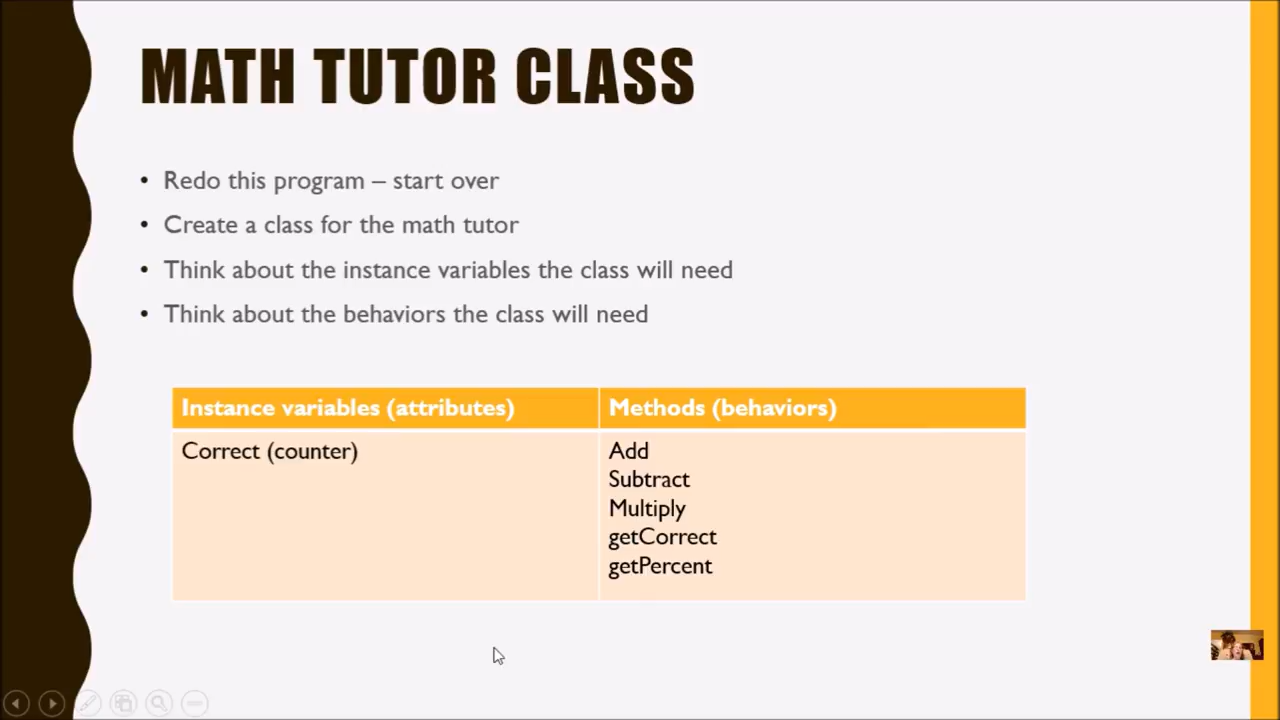 MATH TUTOR CLASS
• Redo this program – start over
• Create a class for the math tutor
• Think about the instance variables the class will need
• Think about the behaviors the class will need
Instance variables (attributes) Methods (behaviors)
Correct (counter) Add
Subtract
Multiply
getCorrect
getPercent